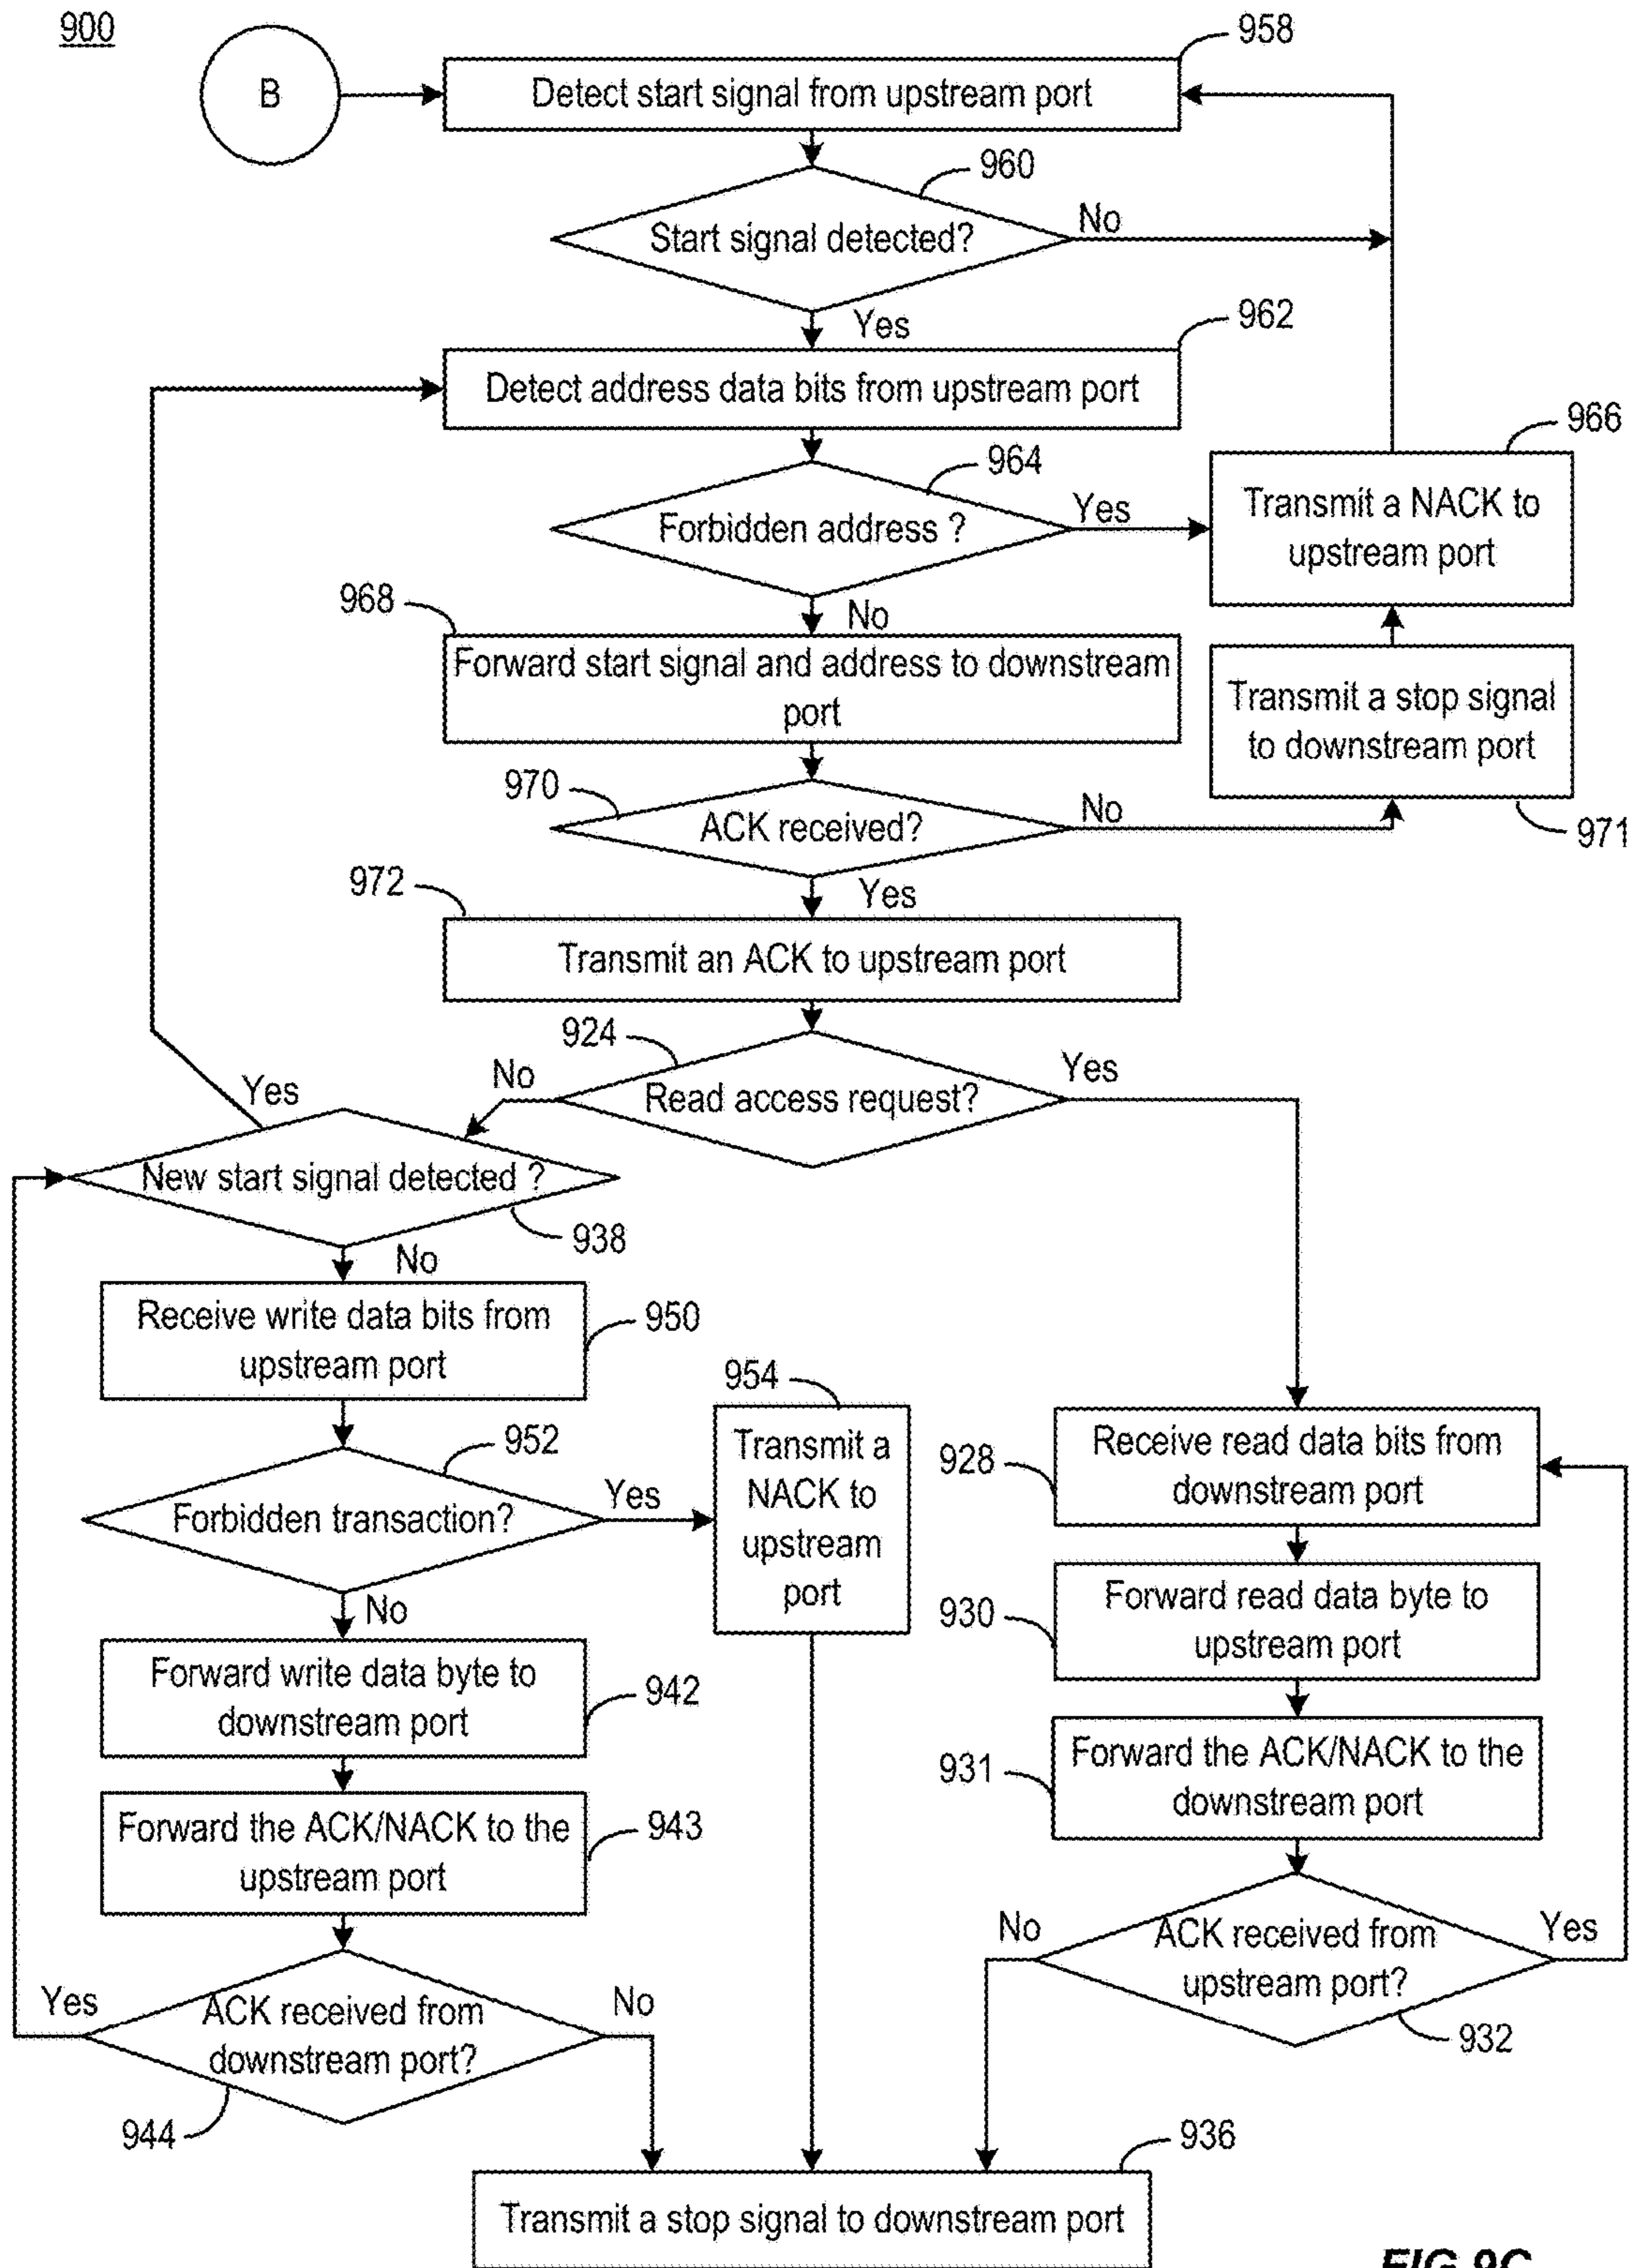 900
958
B
Detect start signal from upstream port
960
No
Start signal detected?
Yes
962
Detect address data bits from upstream port
966
964
Yes
Transmit a NACK to
Forbidden address ?
upstream port
968
No
Forward start signal and address to downstream
port
Transmit a stop signal
to downstream port
970
No
ACK received?
971
972
Yes
Transmit an ACK to upstream port
924
No
Yes
Read access request?
Yes
New start signal detected ?
938
No
Receive write data bits from
upstream port
950
954
Transmit a
NACK to
upstream
port
928
Receive read data bits from
downstream port
952
Yes
Forbidden transaction?
No
930
Forward read data byte to
upstream port
Forward write data byte to
downstream port
942
931
Forward the ACK/NACK to the
downstream port
Forward the ACK/NACK to the
upstream port
943
No
ACK received from
upstream port?
Yes
932
Yes
ACK received from
downstream port?
No
944
936
Transmit a stop signal to downstream port
FIG 9C